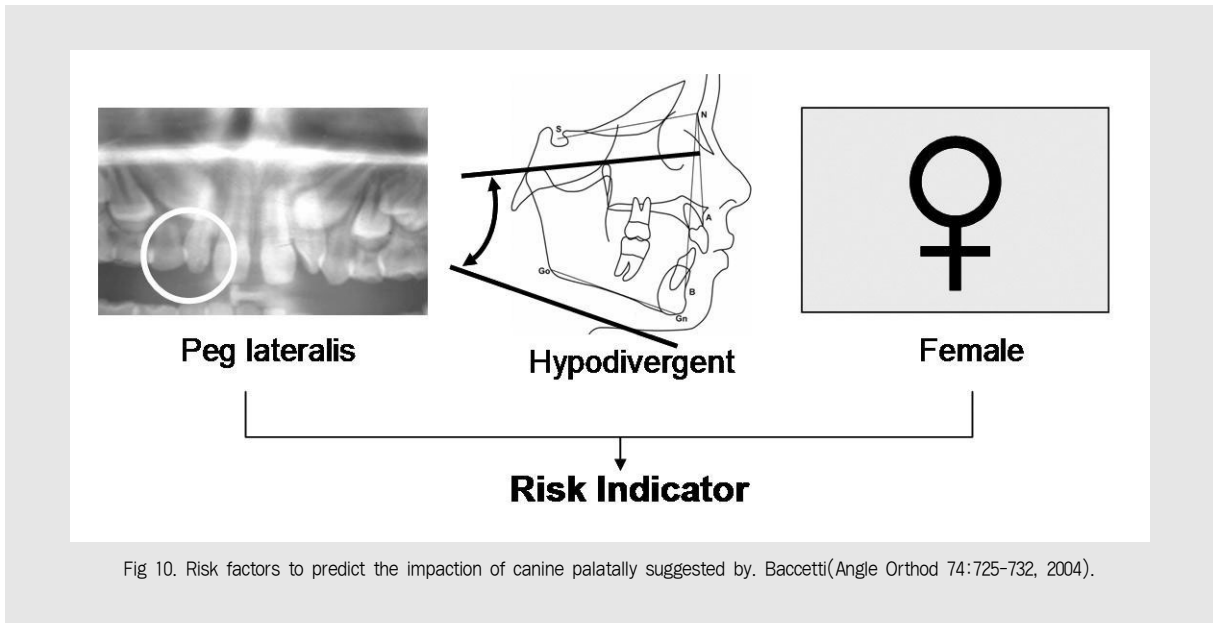 S
N
A
Go
B
Gn
Peg lateralis
Hypodivergent
Female
Risk Indicator
Fig 10. Risk factors to predict the impaction of canine palatally suggested by. Baccetti(Angle Orthod 74:725-732, 2004).